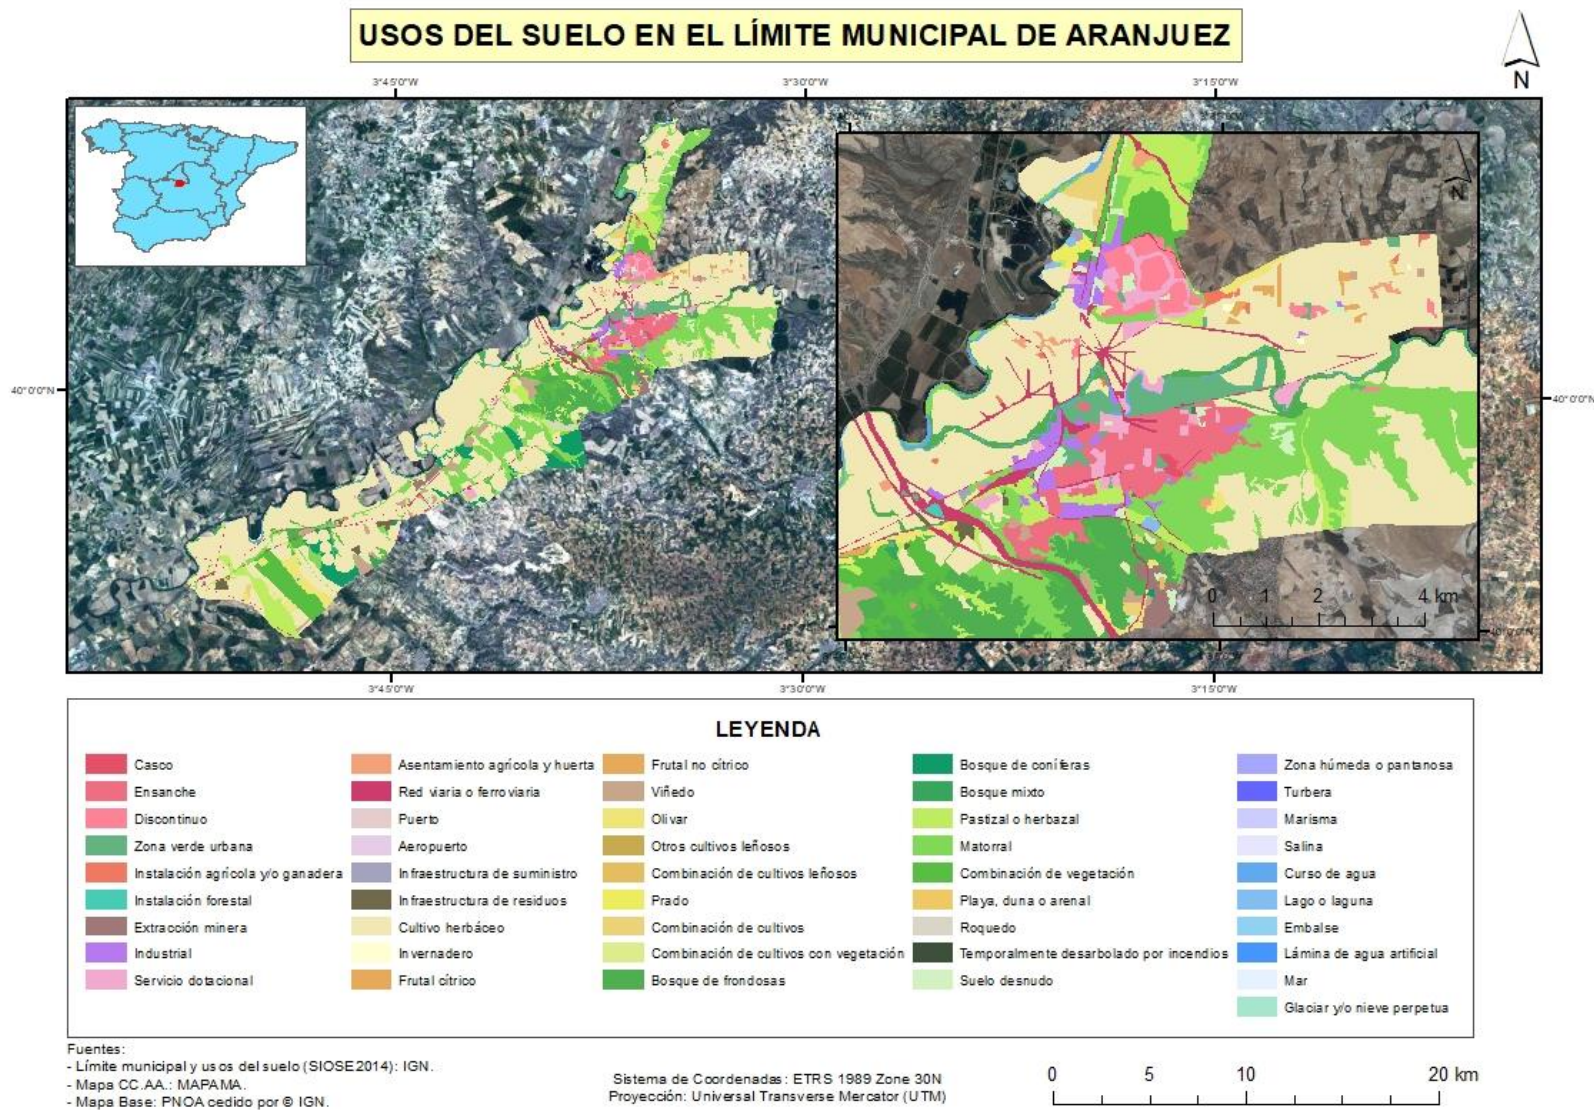 USOS DEL SUELO EN EL LÍMITE MUNICIPAL DE ARANJUEZ
N
3°45'0"W
3°30'0"W
3°15'0"W
N
40°0'0"N
40°0'0"N
0 1 2 4 km
3°45'0"W
3°30'0"W
3°15'0"W
LEYENDA
Casco
Ensanche
Discontinuo
Zona verde urbana
Instalación agrícola y/o ganadera
Instalación forestal
Extracción minera
Industrial
Servicio dotacional
Asentamiento agrícola y huerta
Red viaria o ferroviaria
Puerto
Aeropuerto
Infraestructura de suministro
Infraestructura de residuos
Cultivo herbáceo
Invernadero
Frutal cítrico
Frutal no cítrico
Viñedo
Olivar
Otros cultivos leñosos
Combinación de cultivos leñosos
Prado
Combinación de cultivos
Combinación de cultivos con vegetación
Bosque de frondosas
Bosque de coníferas
Bosque mixto
Pastizal o herbazal
Matorral
Combinación de vegetación
Playa, duna o arenal
Roquedo
Temporalmente desarbolado por incendios
Suelo desnudo
Zona húmeda o pantanosa
Turbera
Marisma
Salina
Curso de agua
Lago o laguna
Embalse
Lámina de agua artificial
Mar
Glaciar y/o nieve perpetua
Fuentes:
- Límite municipal y usos del suelo (SIOSE2014): IGN.
- Mapa CC.AA.: MAPAMA.
- Mapa Base: PNOA cedido por © IGN.
Sistema de Coordenadas: ETRS 1989 Zone 30N
Proyección: Universal Transverse Mercator (UTM)
0 5 10 20 km